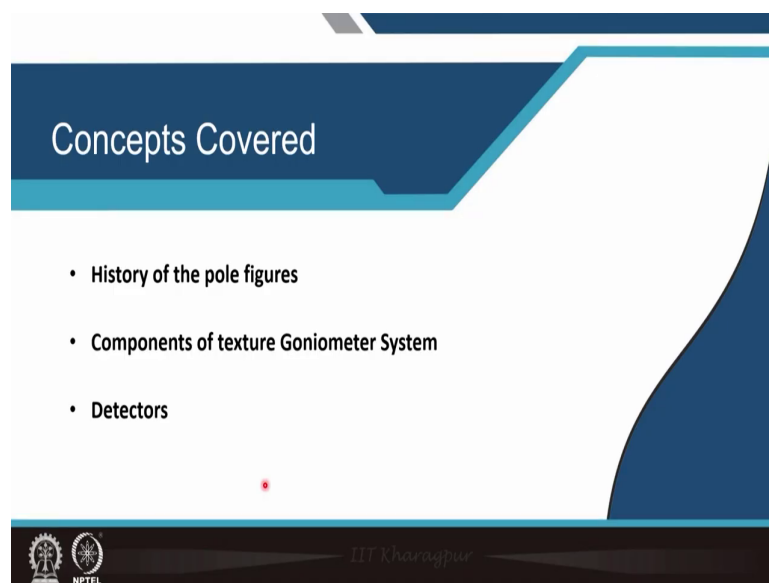 Concepts Covered
• History of the pole figures
• Components of texture Goniometer System
• Detectors
IIT Kharagpur
NPTEL